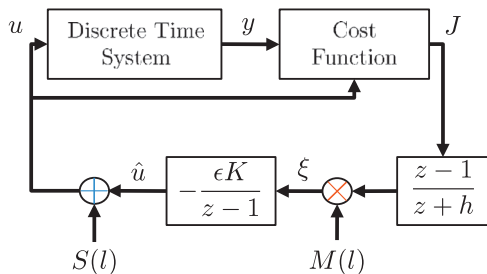 u
Discrete Time
System
y
Cost
Function
J
û
- εK / (z - 1)
ξ
(z - 1) / (z + h)
S(l)
M(l)